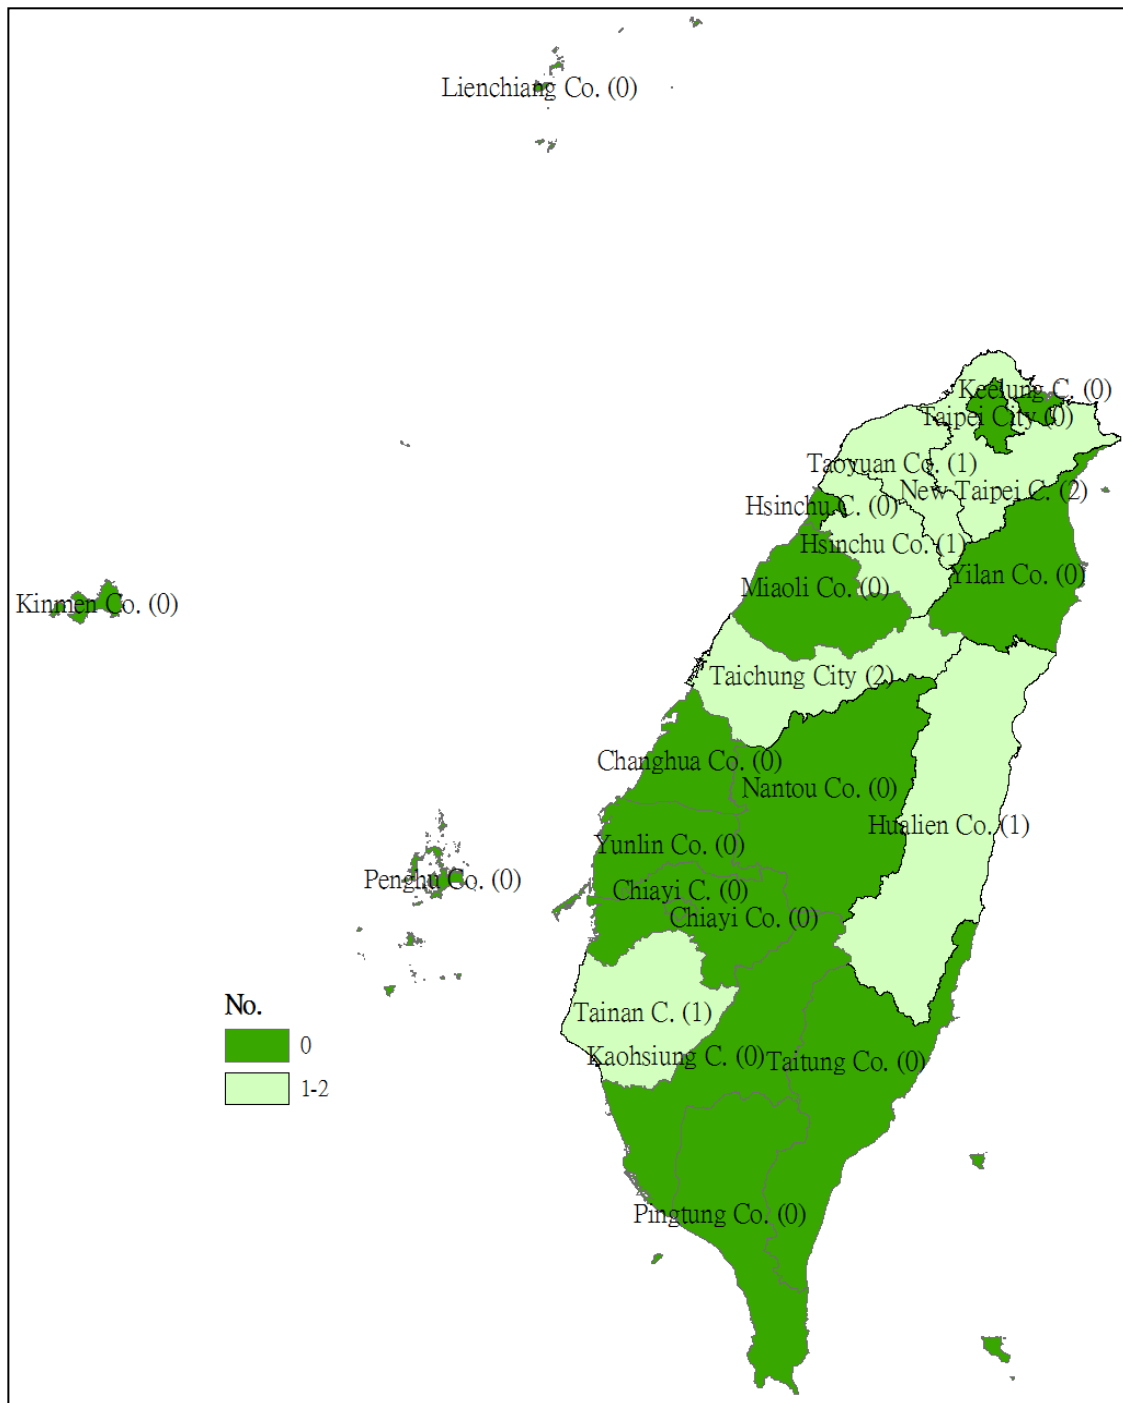 Lienchiang Co. (0)
Keelung C. (0)
Taipei City (0)
Taoyuan Co. (1)
New Taipei C. (2)
Hsinchu C. (0)
Hsinchu Co. (1)
Yilan Co. (0)
Miaoli Co. (0)
Kinmen Co. (0)
Taichung City (2)
Changhua Co. (0)
Nantou Co. (0)
Hualien Co. (1)
Yunlin Co. (0)
Penghu Co. (0)
Chiayi C. (0)
Chiayi Co. (0)
No.
0
1-2
Tainan C. (1)
Kaohsiung C. (0)
Taitung Co. (0)
Pingtung Co. (0)